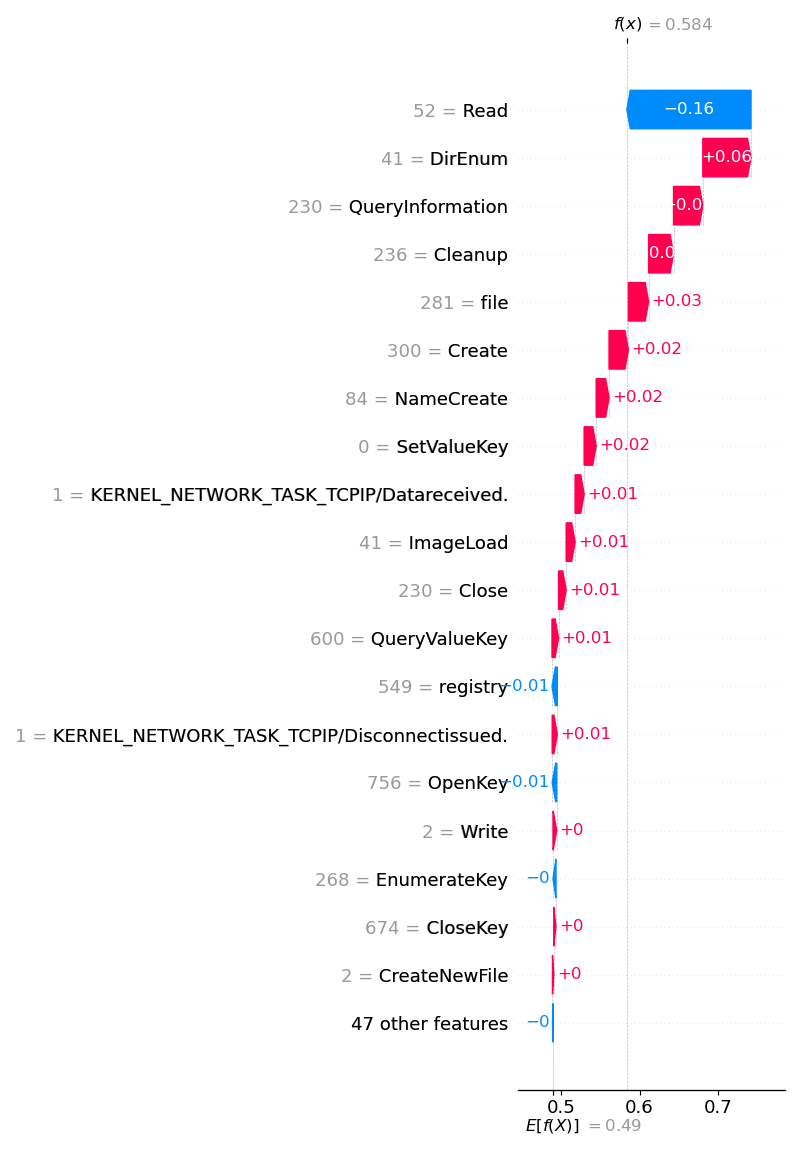 f(x) = 0.584
52 = Read −0.16
41 = DirEnum +0.06
230 = QueryInformation
236 = Cleanup
281 = file +0.03
300 = Create +0.02
84 = NameCreate +0.02
0 = SetValueKey +0.02
1 = KERNEL_NETWORK_TASK_TCPIP/Datareceived. +0.01
41 = ImageLoad +0.01
230 = Close +0.01
600 = QueryValueKey +0.01
549 = registry −0.01
1 = KERNEL_NETWORK_TASK_TCPIP/Disconnectissued. +0.01
756 = OpenKey −0.01
2 = Write +0
268 = EnumerateKey −0
674 = CloseKey +0
2 = CreateNewFile +0
47 other features −0
0.5 0.6 0.7
E[f(X)] = 0.49